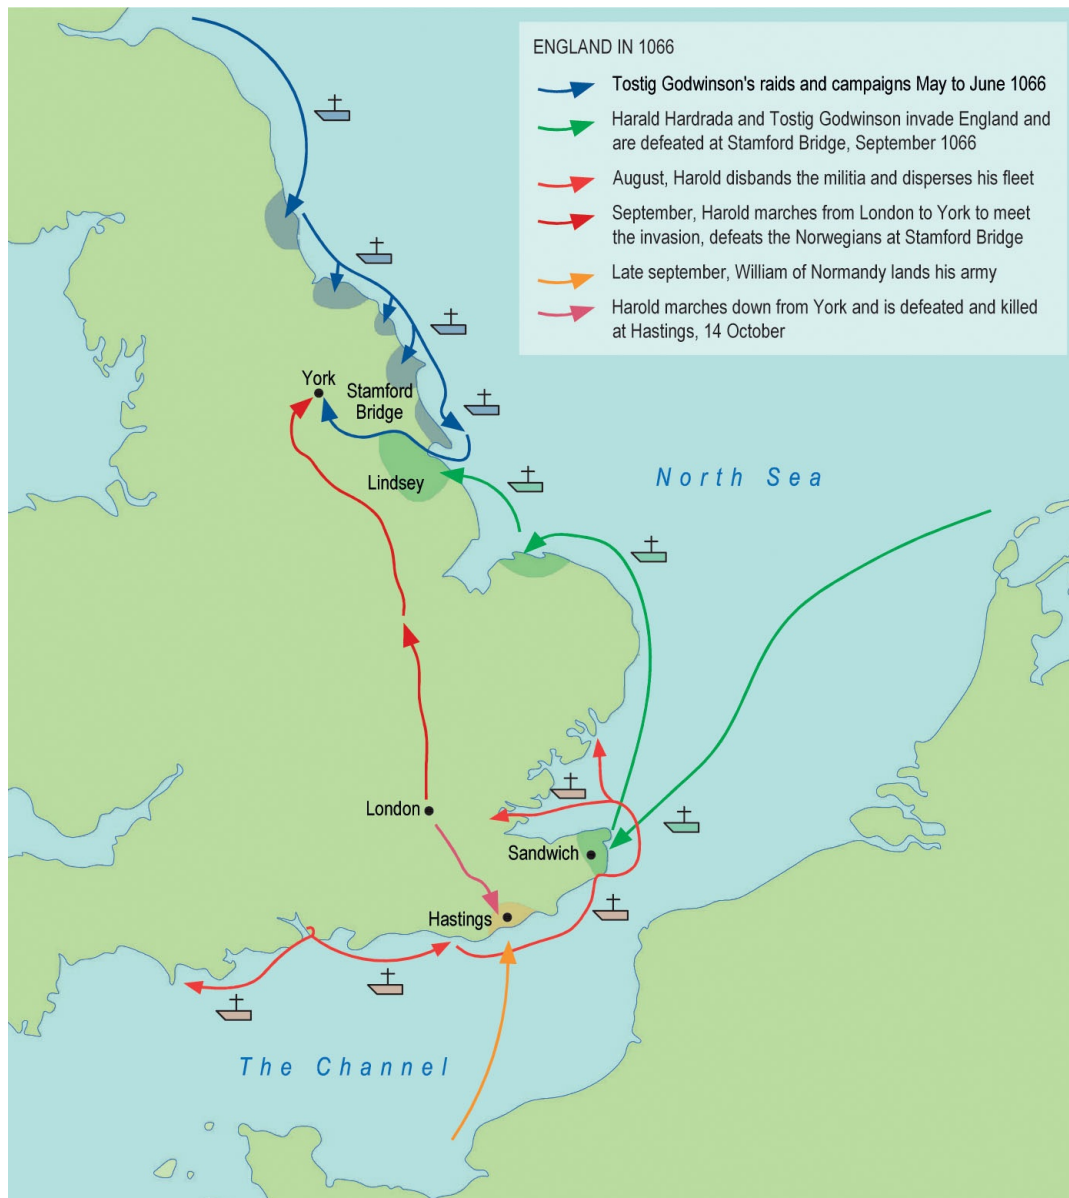 ENGLAND IN 1066
Tostig Godwinson's raids and campaigns May to June 1066
Harald Hardrada and Tostig Godwinson invade England and
are defeated at Stamford Bridge, September 1066
August, Harold disbands the militia and disperses his fleet
September, Harold marches from London to York to meet
the invasion, defeats the Norwegians at Stamford Bridge
Late september, William of Normandy lands his army
Harold marches down from York and is defeated and killed
at Hastings, 14 October
York
Stamford
Bridge
Lindsey
North Sea
London
Sandwich
Hastings
The Channel